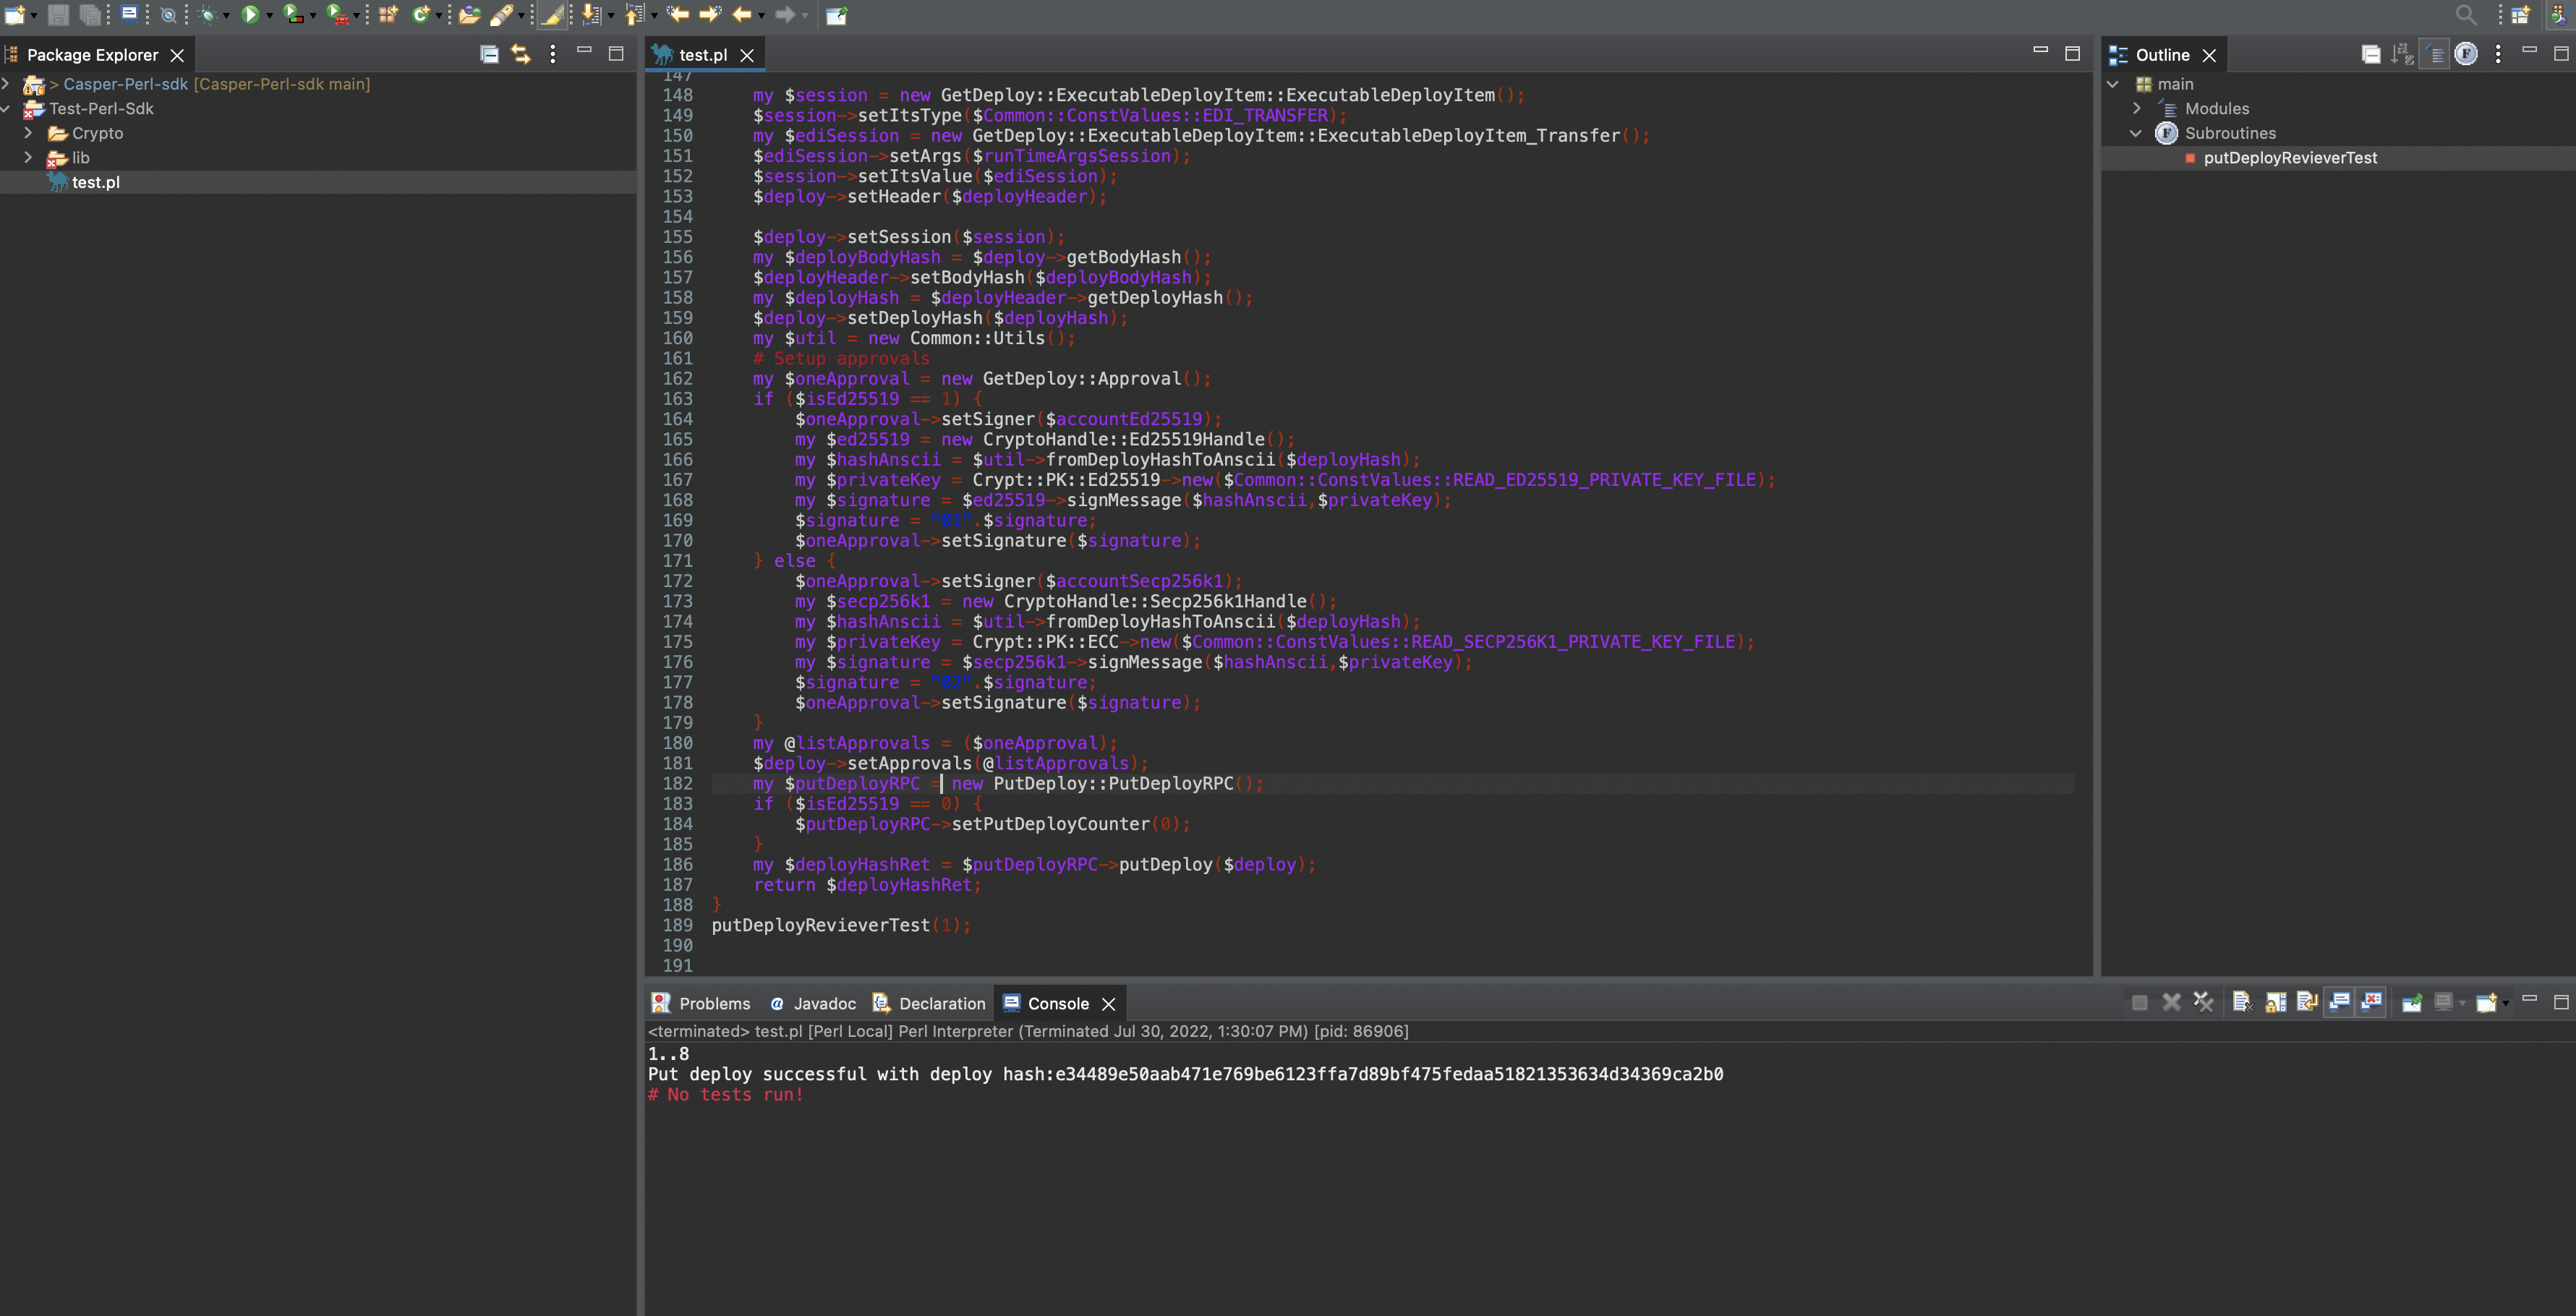 Package Explorer
> Casper-Perl-sdk [Casper-Perl-sdk main]
Test-Perl-Sdk
Crypto
lib
test.pl
test.pl
147
148 my $session = new GetDeploy::ExecutableDeployItem::ExecutableDeployItem();
149 $session->setItsType($Common::ConstValues::EDI_TRANSFER);
150 my $ediSession = new GetDeploy::ExecutableDeployItem::ExecutableDeployItem_Transfer();
151 $ediSession->setArgs($runTimeArgsSession);
152 $session->setItsValue($ediSession);
153 $deploy->setHeader($deployHeader);
154
155 $deploy->setSession($session);
156 my $deployBodyHash = $deploy->getBodyHash();
157 $deployHeader->setBodyHash($deployBodyHash);
158 my $deployHash = $deployHeader->getDeployHash();
159 $deploy->setDeployHash($deployHash);
160 my $util = new Common::Utils();
161 # Setup approvals
162 my $oneApproval = new GetDeploy::Approval();
163 if ($isEd25519 == 1) {
164 $oneApproval->setSigner($accountEd25519);
165 my $ed25519 = new CryptoHandle::Ed25519Handle();
166 my $hashAnscii = $util->fromDeployHashToAnscii($deployHash);
167 my $privateKey = Crypt::PK::Ed25519->new($Common::ConstValues::READ_ED25519_PRIVATE_KEY_FILE);
168 my $signature = $ed25519->signMessage($hashAnscii,$privateKey);
169 $signature = "01".$signature;
170 $oneApproval->setSignature($signature);
171 } else {
172 $oneApproval->setSigner($accountSecp256k1);
173 my $secp256k1 = new CryptoHandle::Secp256k1Handle();
174 my $hashAnscii = $util->fromDeployHashToAnscii($deployHash);
175 my $privateKey = Crypt::PK::ECC->new($Common::ConstValues::READ_SECP256K1_PRIVATE_KEY_FILE);
176 my $signature = $secp256k1->signMessage($hashAnscii,$privateKey);
177 $signature = "02".$signature;
178 $oneApproval->setSignature($signature);
179 }
180 my @listApprovals = ($oneApproval);
181 $deploy->setApprovals(@listApprovals);
182 my $putDeployRPC = new PutDeploy::PutDeployRPC();
183 if ($isEd25519 == 0) {
184 $putDeployRPC->setPutDeployCounter(0);
185 }
186 my $deployHashRet = $putDeployRPC->putDeploy($deploy);
187 return $deployHashRet;
188 }
189 putDeployRevieverTest(1);
190
191
Outline
main
Modules
Subroutines
putDeployRevieverTest
Problems @ Javadoc Declaration Console
<terminated> test.pl [Perl Local] Perl Interpreter (Terminated Jul 30, 2022, 1:30:07 PM) [pid: 86906]
1..8
Put deploy successful with deploy hash:e34489e50aab471e769be6123ffa7d89bf475fedaa51821353634d34369ca2b0
# No tests run!